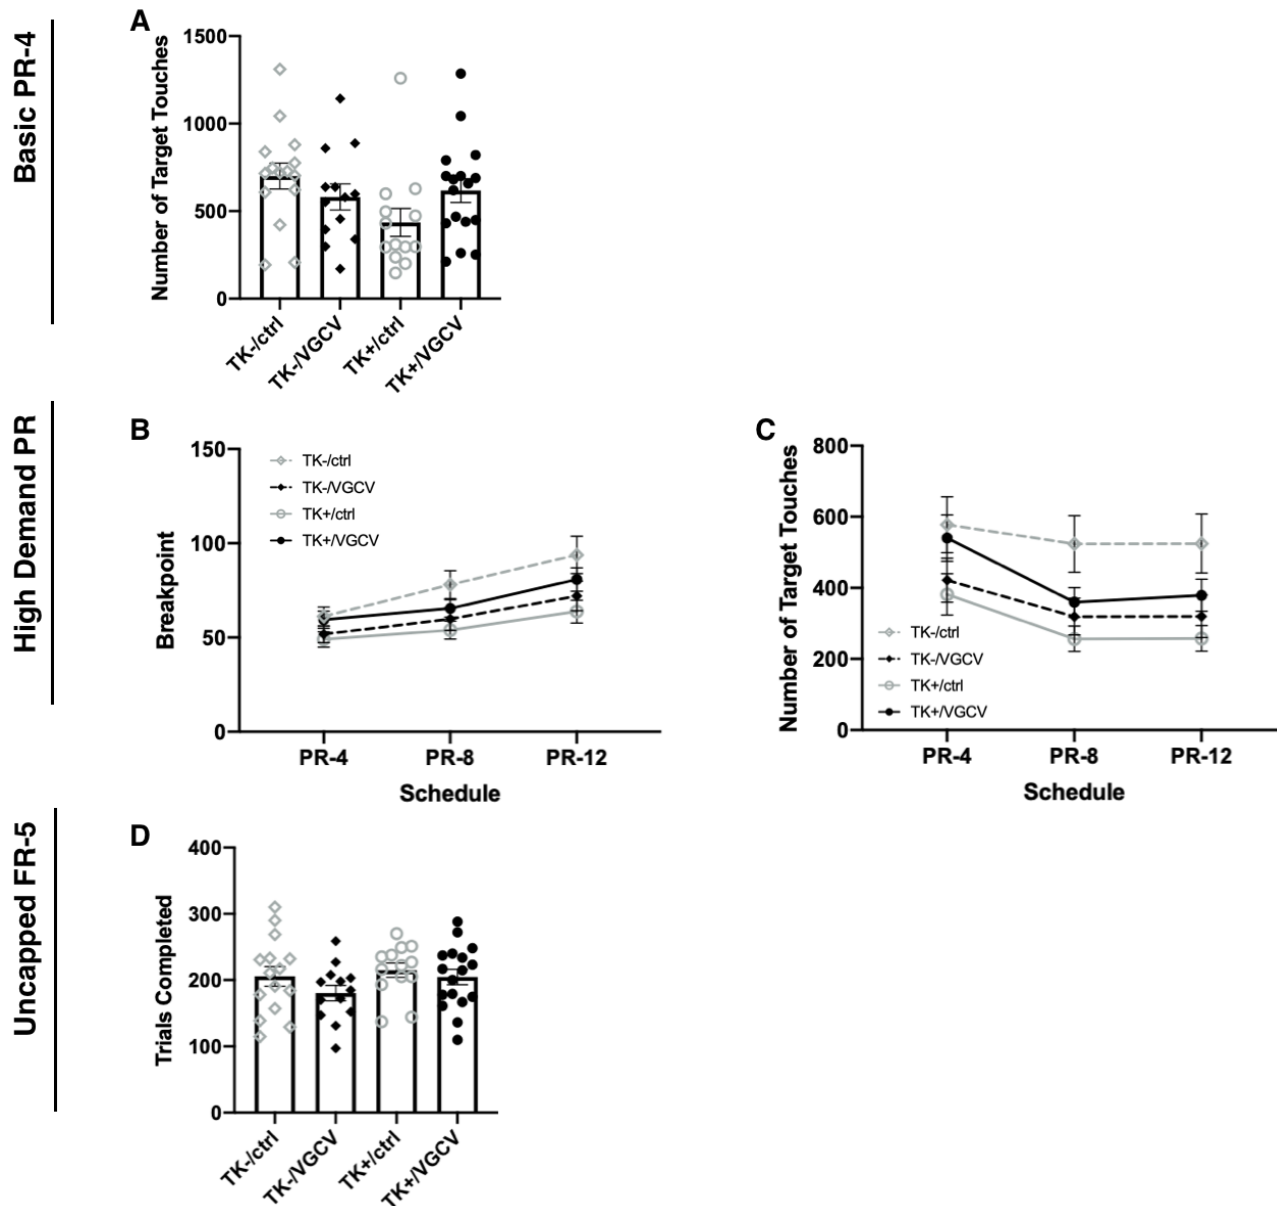 Basic PR-4
A
Number of Target Touches
1500
1000
500
0
TK-/ctrl
TK-/VGCV
TK+/ctrl
TK+/VGCV
High Demand PR
B
Breakpoint
150
100
50
0
TK-/ctrl
TK-/VGCV
TK+/ctrl
TK+/VGCV
PR-4 PR-8 PR-12
Schedule
C
Number of Target Touches
800
600
400
200
0
TK-/ctrl
TK-/VGCV
TK+/ctrl
TK+/VGCV
PR-4 PR-8 PR-12
Schedule
Uncapped FR-5
D
Trials Completed
400
300
200
100
0
TK-/ctrl
TK-/VGCV
TK+/ctrl
TK+/VGCV